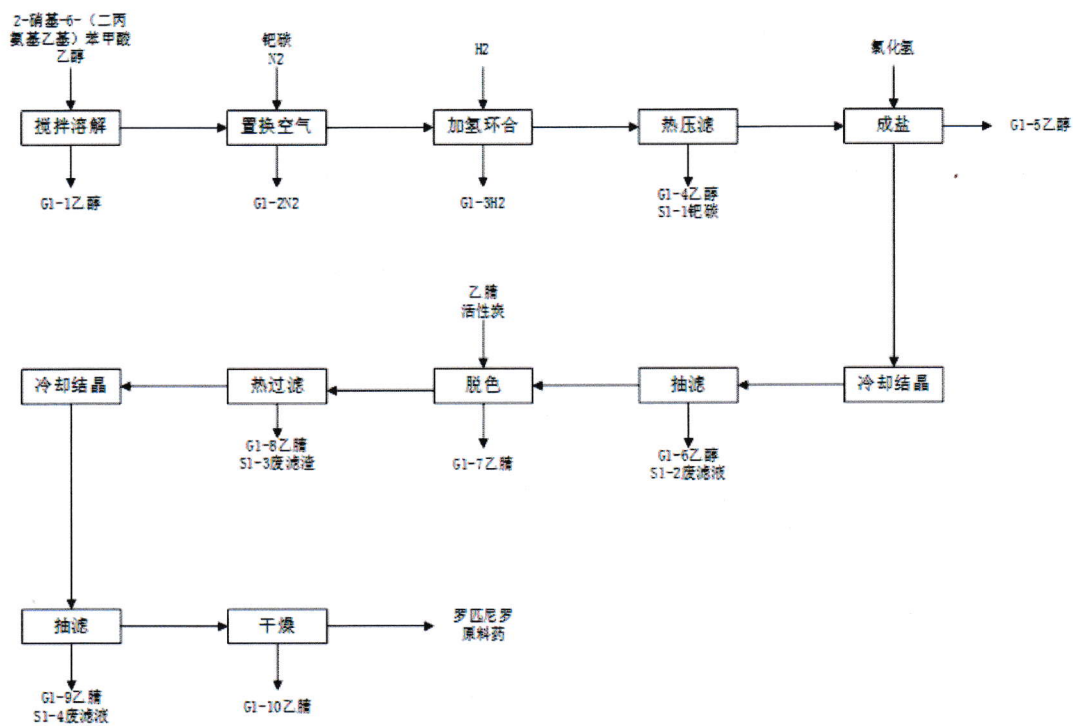 2-硝基-6-（二丙
氨基乙基）苯甲酸
乙醇
钯碳
N2
H2
氯化氢
搅拌溶解
置换空气
加氢环合
热压滤
成盐
G1-5乙醇
G1-1乙醇
G1-2N2
G1-3H2
G1-4乙醇
S1-1钯碳
乙腈
活性炭
冷却结晶
热过滤
脱色
抽滤
冷却结晶
G1-8乙腈
S1-3废滤渣
G1-7乙腈
G1-6乙醇
S1-2废滤液
抽滤
干燥
罗匹尼罗
原料药
G1-9乙腈
S1-4废滤液
G1-10乙腈